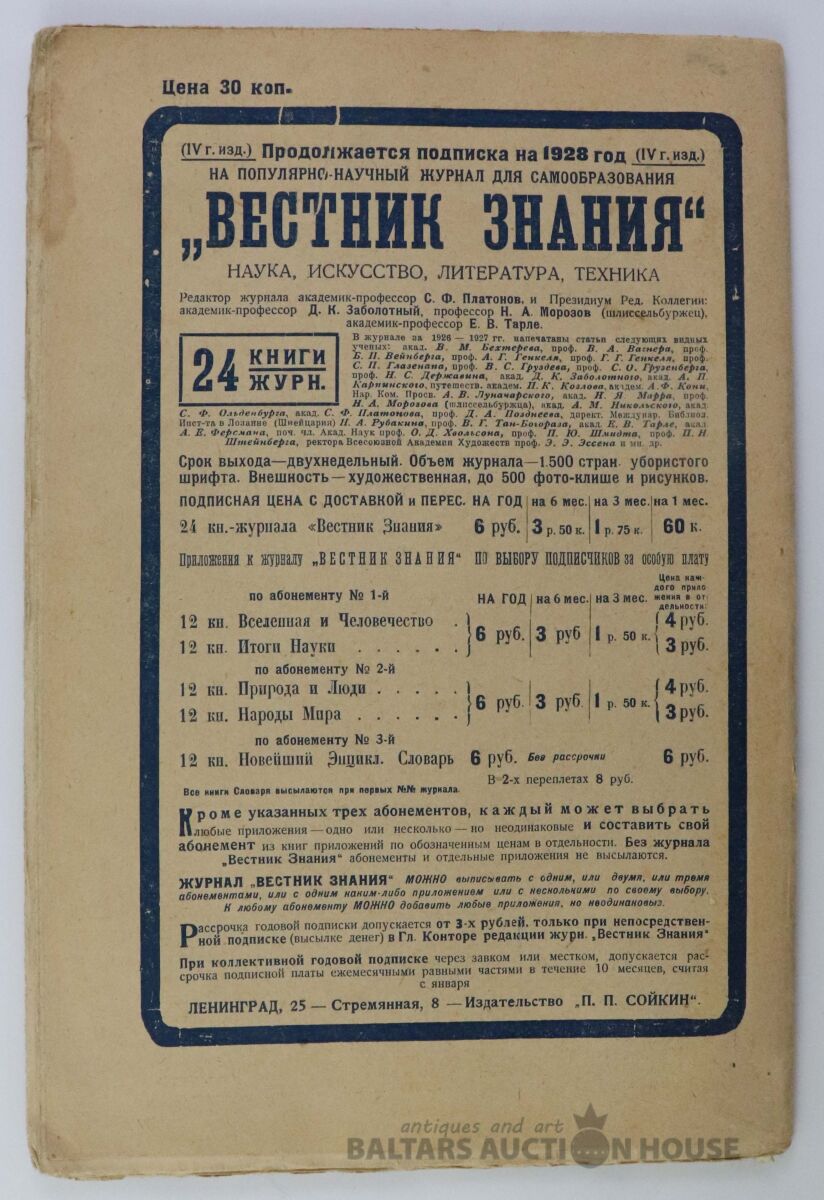 Цена 30 коп.
(IV г. изд.) Продолжается подписка на 1928 год (IV г. изд.)
НА ПОПУЛЯРНО-НАУЧНЫЙ ЖУРНАЛ ДЛЯ САМООБРАЗОВАНИЯ
„ВЕСТНИК ЗНАНИЯ“
НАУКА, ИСКУССТВО, ЛИТЕРАТУРА, ТЕХНИКА
Редактор журнала академик-профессор С. Ф. Платонов, и Президиум Ред. Коллегии:
академик-профессор Д. К. Заболотный, профессор Н. А. Морозов (шлиссельбуржец),
академик-профессор Е. В. Тарле.
24 КНИГИ
ЖУРН.
В журнале за 1926 — 1927 гг. напечатаны статьи следующих видных
ученых: акад. В. М. Бехтерева, проф. В. А. Вагнера, проф.
Б. П. Вейнберга, проф. А. Г. Генкеля, проф. Г. Г. Генкеля, проф.
С. П. Глазенапа, проф. В. С. Груздева, проф. С. О. Грузенберга,
проф. Н. С. Державина, акад. Д. К. Заболотного, акад. А. П.
Карпинского, путешеств. академ. П. К. Козлова, академ. А. Ф. Кони,
Нар. Ком. Просв. А. В. Луначарского, акад. Н. Я. Марра, проф.
Н. А. Морозова (шлиссельбуржца), акад. А. М. Никольского, акад.
С. Ф. Ольденбурга, акад. С. Ф. Платонова, проф. Д. А. Позднеева, директ. Междунар. Библиол.
Инст-та в Лозанне (Швейцария) Н. А. Рубакина, проф. В. Г. Тан-Богораза, акад. Е. В. Тарле, акад.
А. Е. Ферсмана, поч. чл. Акад. Наук проф. О. Д. Хвольсона, проф. П. Ю. Шмидта, проф. П. Н
Штейнберга, ректора Всесоюзной Академии Художеств проф. Э. Э. Эссена и мн. др.
Срок выхода—двухнедельный. Объем журнала—1.500 стран. убористого
шрифта. Внешность—художественная, до 500 фото-клише и рисунков.
ПОДПИСНАЯ ЦЕНА С ДОСТАВКОЙ и ПЕРЕС. НА ГОД на 6 мес. на 3 мес. на 1 мес.
24 кн.-журнала «Вестник Знания» 6 руб. 3 р. 50 к. 1 р. 75 к. 60 к.
Приложения к журналу „ВЕСТНИК ЗНАНИЯ“ ПО ВЫБОРУ ПОДПИСЧИКОВ за особую плату
по абонементу № 1-й НА ГОД на 6 мес. на 3 мес. Цена каж-
дого прило
жения в от
дельности:
12 кн. Вселенная и Человечество . 6 руб. 3 руб 1 р. 50 к. 4 руб.
12 кн. Итоги Науки . . . . . . 3 руб.
по абонементу № 2-й
12 кн. Природа и Люди . . . . . 6 руб. 3 руб 1 р. 50 к. 4 руб.
12 кн. Народы Мира . . . . . . 3 руб.
по абонементу № 3-й
12 кн. Новейший Энцикл. Словарь 6 руб. Без рассрочки 6 руб.
В 2-х переплетах 8 руб.
Все книги Словаря высылаются при первых №№ журнала.
Кроме указанных трех абонементов, каждый может выбрать
любые приложения — одно или несколько — но неодинаковые и составить свой
абонемент из книг приложений по обозначенным ценам в отдельности. Без журнала
„Вестник Знания“ абонементы и отдельные приложения не высылаются.
ЖУРНАЛ „ВЕСТНИК ЗНАНИЯ“ МОЖНО выписывать с одним, или двумя, или тремя
абонементами, или с одним каким-либо приложением или с несколькими по своему выбору.
К любому абонементу МОЖНО добавить любые приложения, но неодинаковыз.
Рассрочка годовой подписки допускается от 3-х рублей, только при непосредствен-
ной подписке (высылке денег) в Гл. Конторе редакции журн. „Вестник Знания“
При коллективной годовой подписке через завком или местком, допускается рас-
срочка подписной платы ежемесячными равными частями в течение 10 месяцев, считая
с января
ЛЕНИНГРАД, 25 — Стремянная, 8 — Издательство „П. П. СОЙКИН“.
antiques and art
BALTARS AUCTION HOUSE